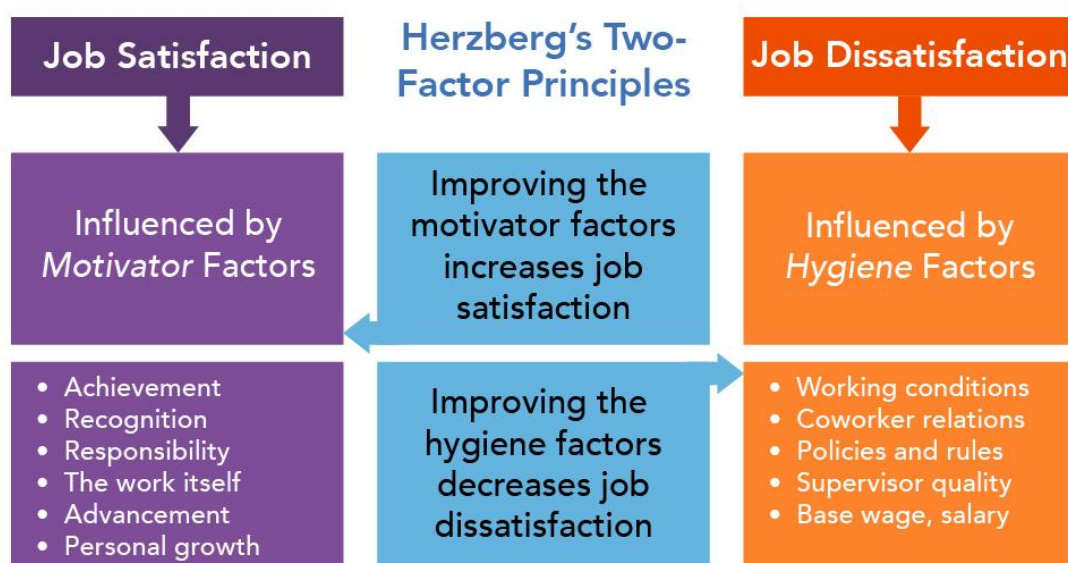 Job Satisfaction
Herzberg’s Two-
Factor Principles
Job Dissatisfaction
Influenced by
Motivator Factors
Improving the
motivator factors
increases job
satisfaction
Influenced by
Hygiene Factors
• Achievement
• Recognition
• Responsibility
• The work itself
• Advancement
• Personal growth
Improving the
hygiene factors
decreases job
dissatisfaction
• Working conditions
• Coworker relations
• Policies and rules
• Supervisor quality
• Base wage, salary